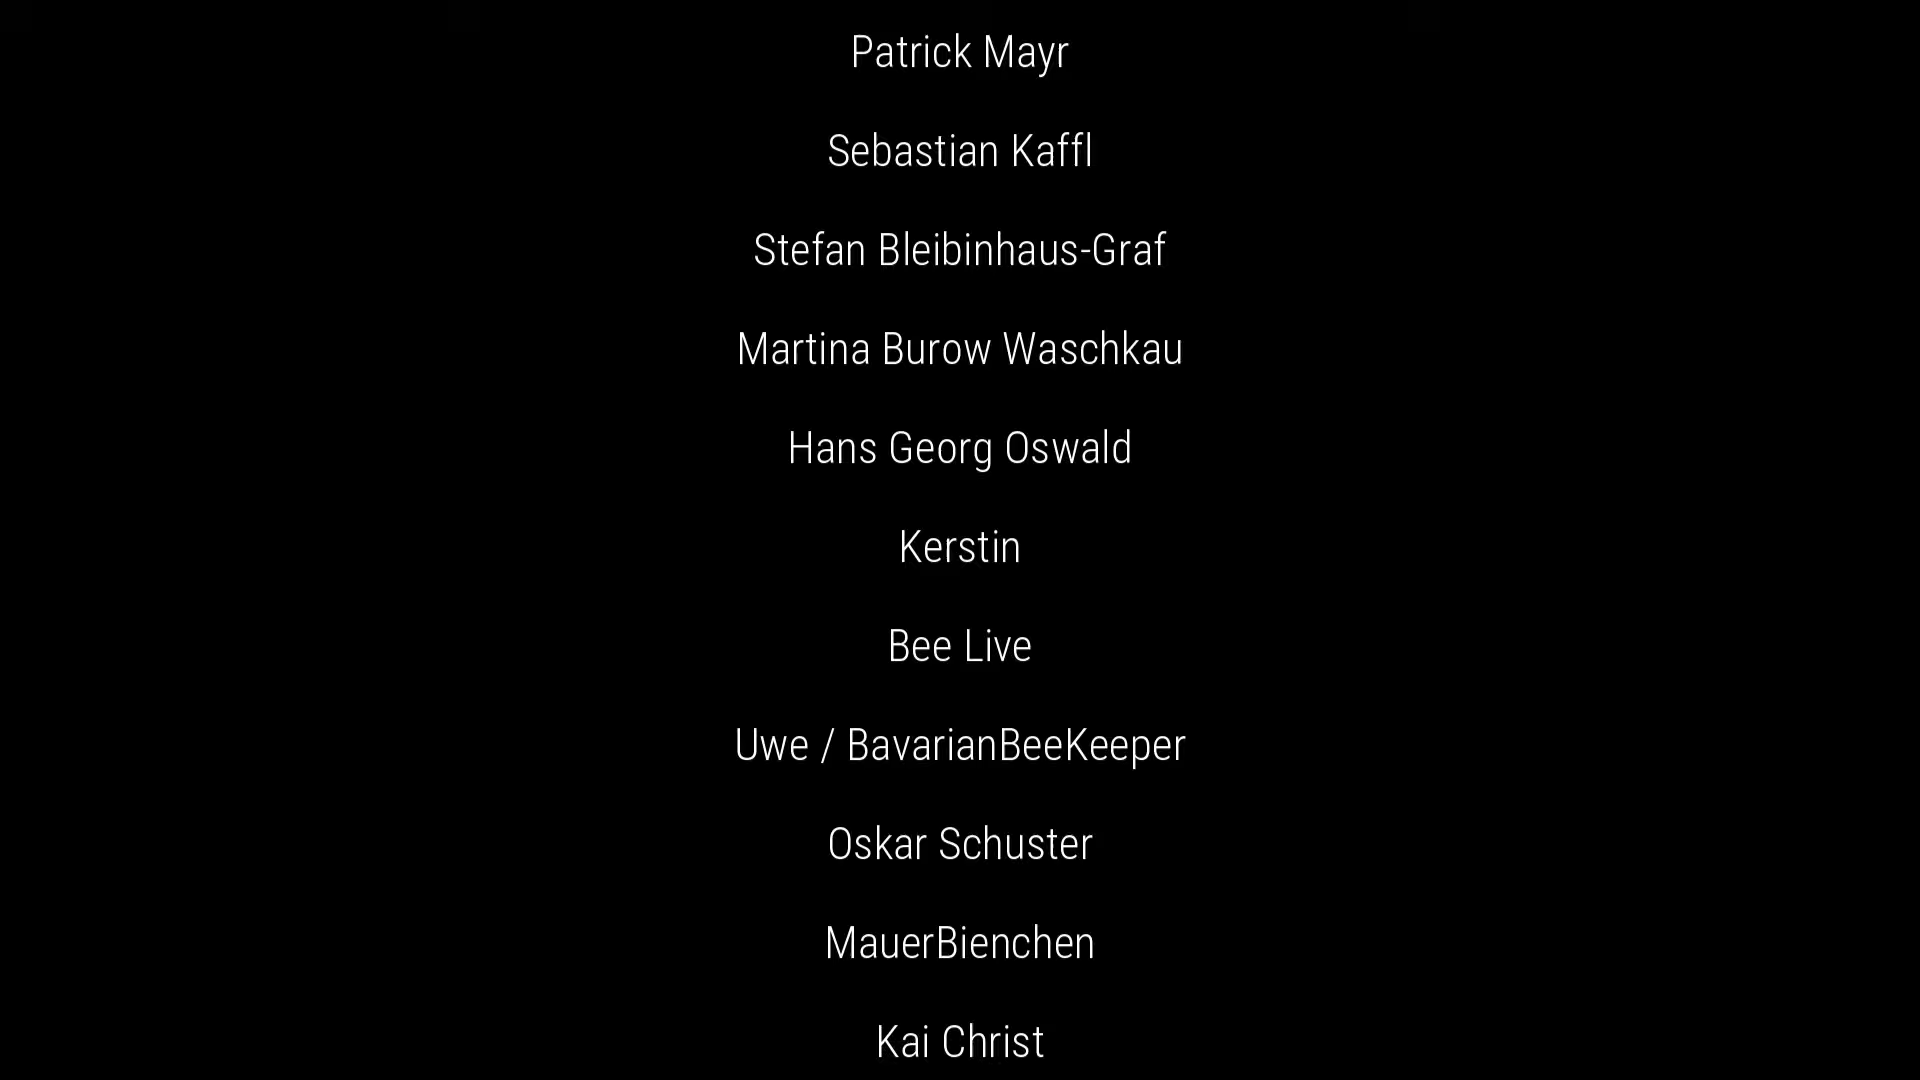 Patrick Mayr
Sebastian Kaffl
Stefan Bleibinhaus-Graf
Martina Burow Waschkau
Hans Georg Oswald
Kerstin
Bee Live
Uwe / BavarianBeeKeeper
Oskar Schuster
MauerBienchen
Kai Christ